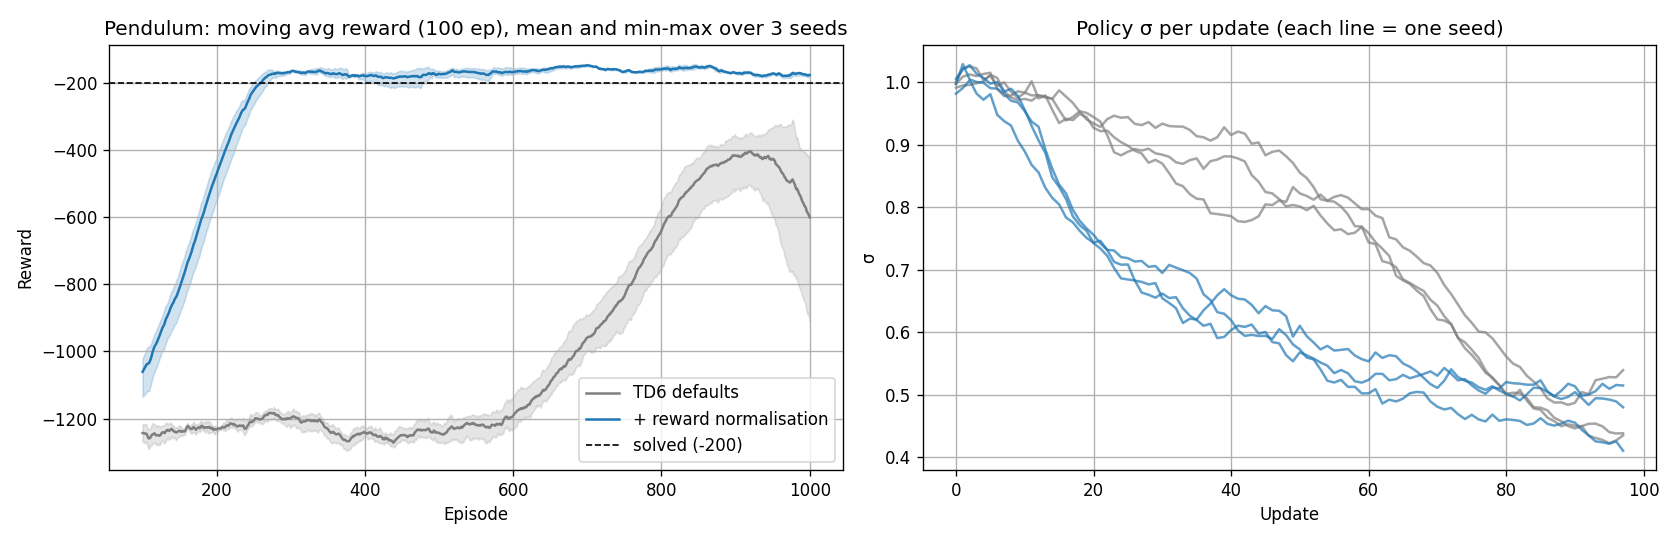 Pendulum: moving avg reward (100 ep), mean and min-max over 3 seeds
Reward
−200
−400
−600
−800
−1000
−1200
200
400
600
800
1000
Episode
TD6 defaults
+ reward normalisation
solved (-200)
Policy σ per update (each line = one seed)
σ
1.0
0.9
0.8
0.7
0.6
0.5
0.4
0
20
40
60
80
100
Update